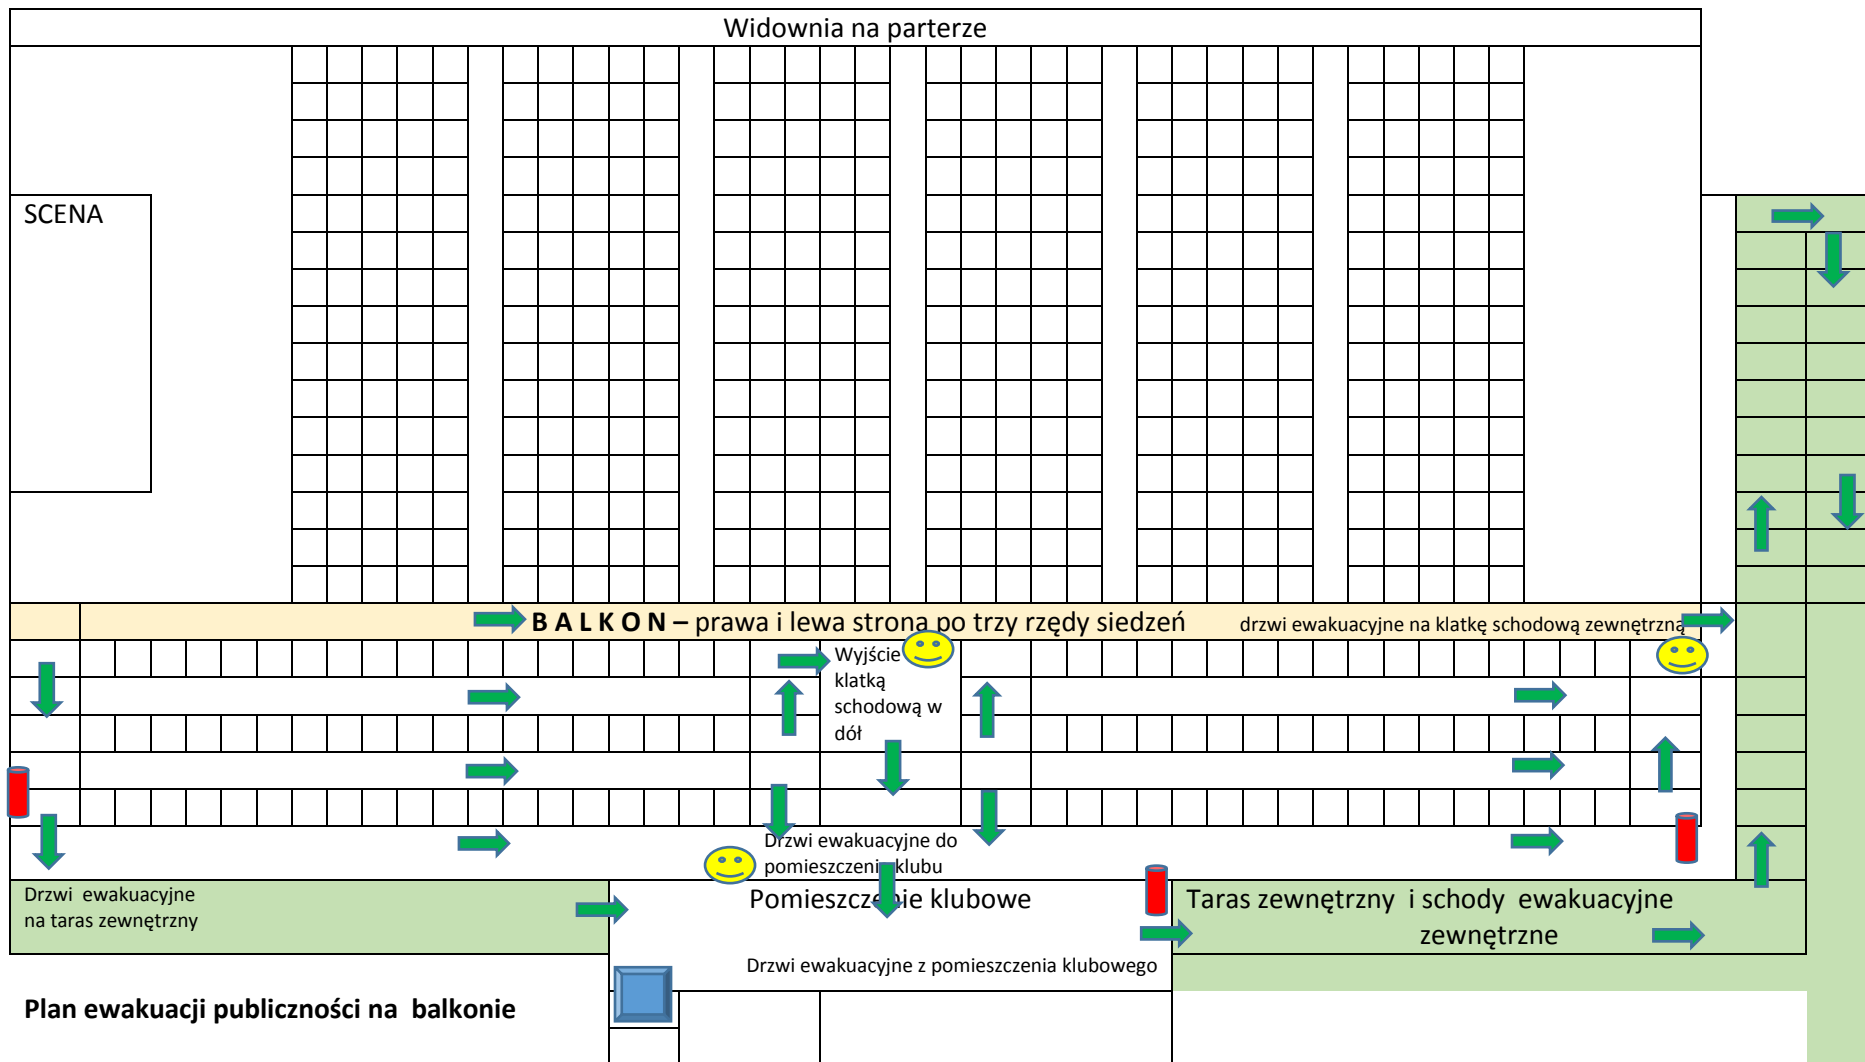 Widownia na parterze
SCENA
B A L K O N – prawa i lewa strona po trzy rzędy siedzeń
drzwi ewakuacyjne na klatkę schodową zewnętrzną
Wyjście
klatką
schodową w
dół
Drzwi ewakuacyjne do
pomieszczenia klubu
Drzwi ewakuacyjne
na taras zewnętrzny
Pomieszczenie klubowe
Taras zewnętrzny i schody ewakuacyjne
zewnętrzne
Drzwi ewakuacyjne z pomieszczenia klubowego
Plan ewakuacji publiczności na balkonie